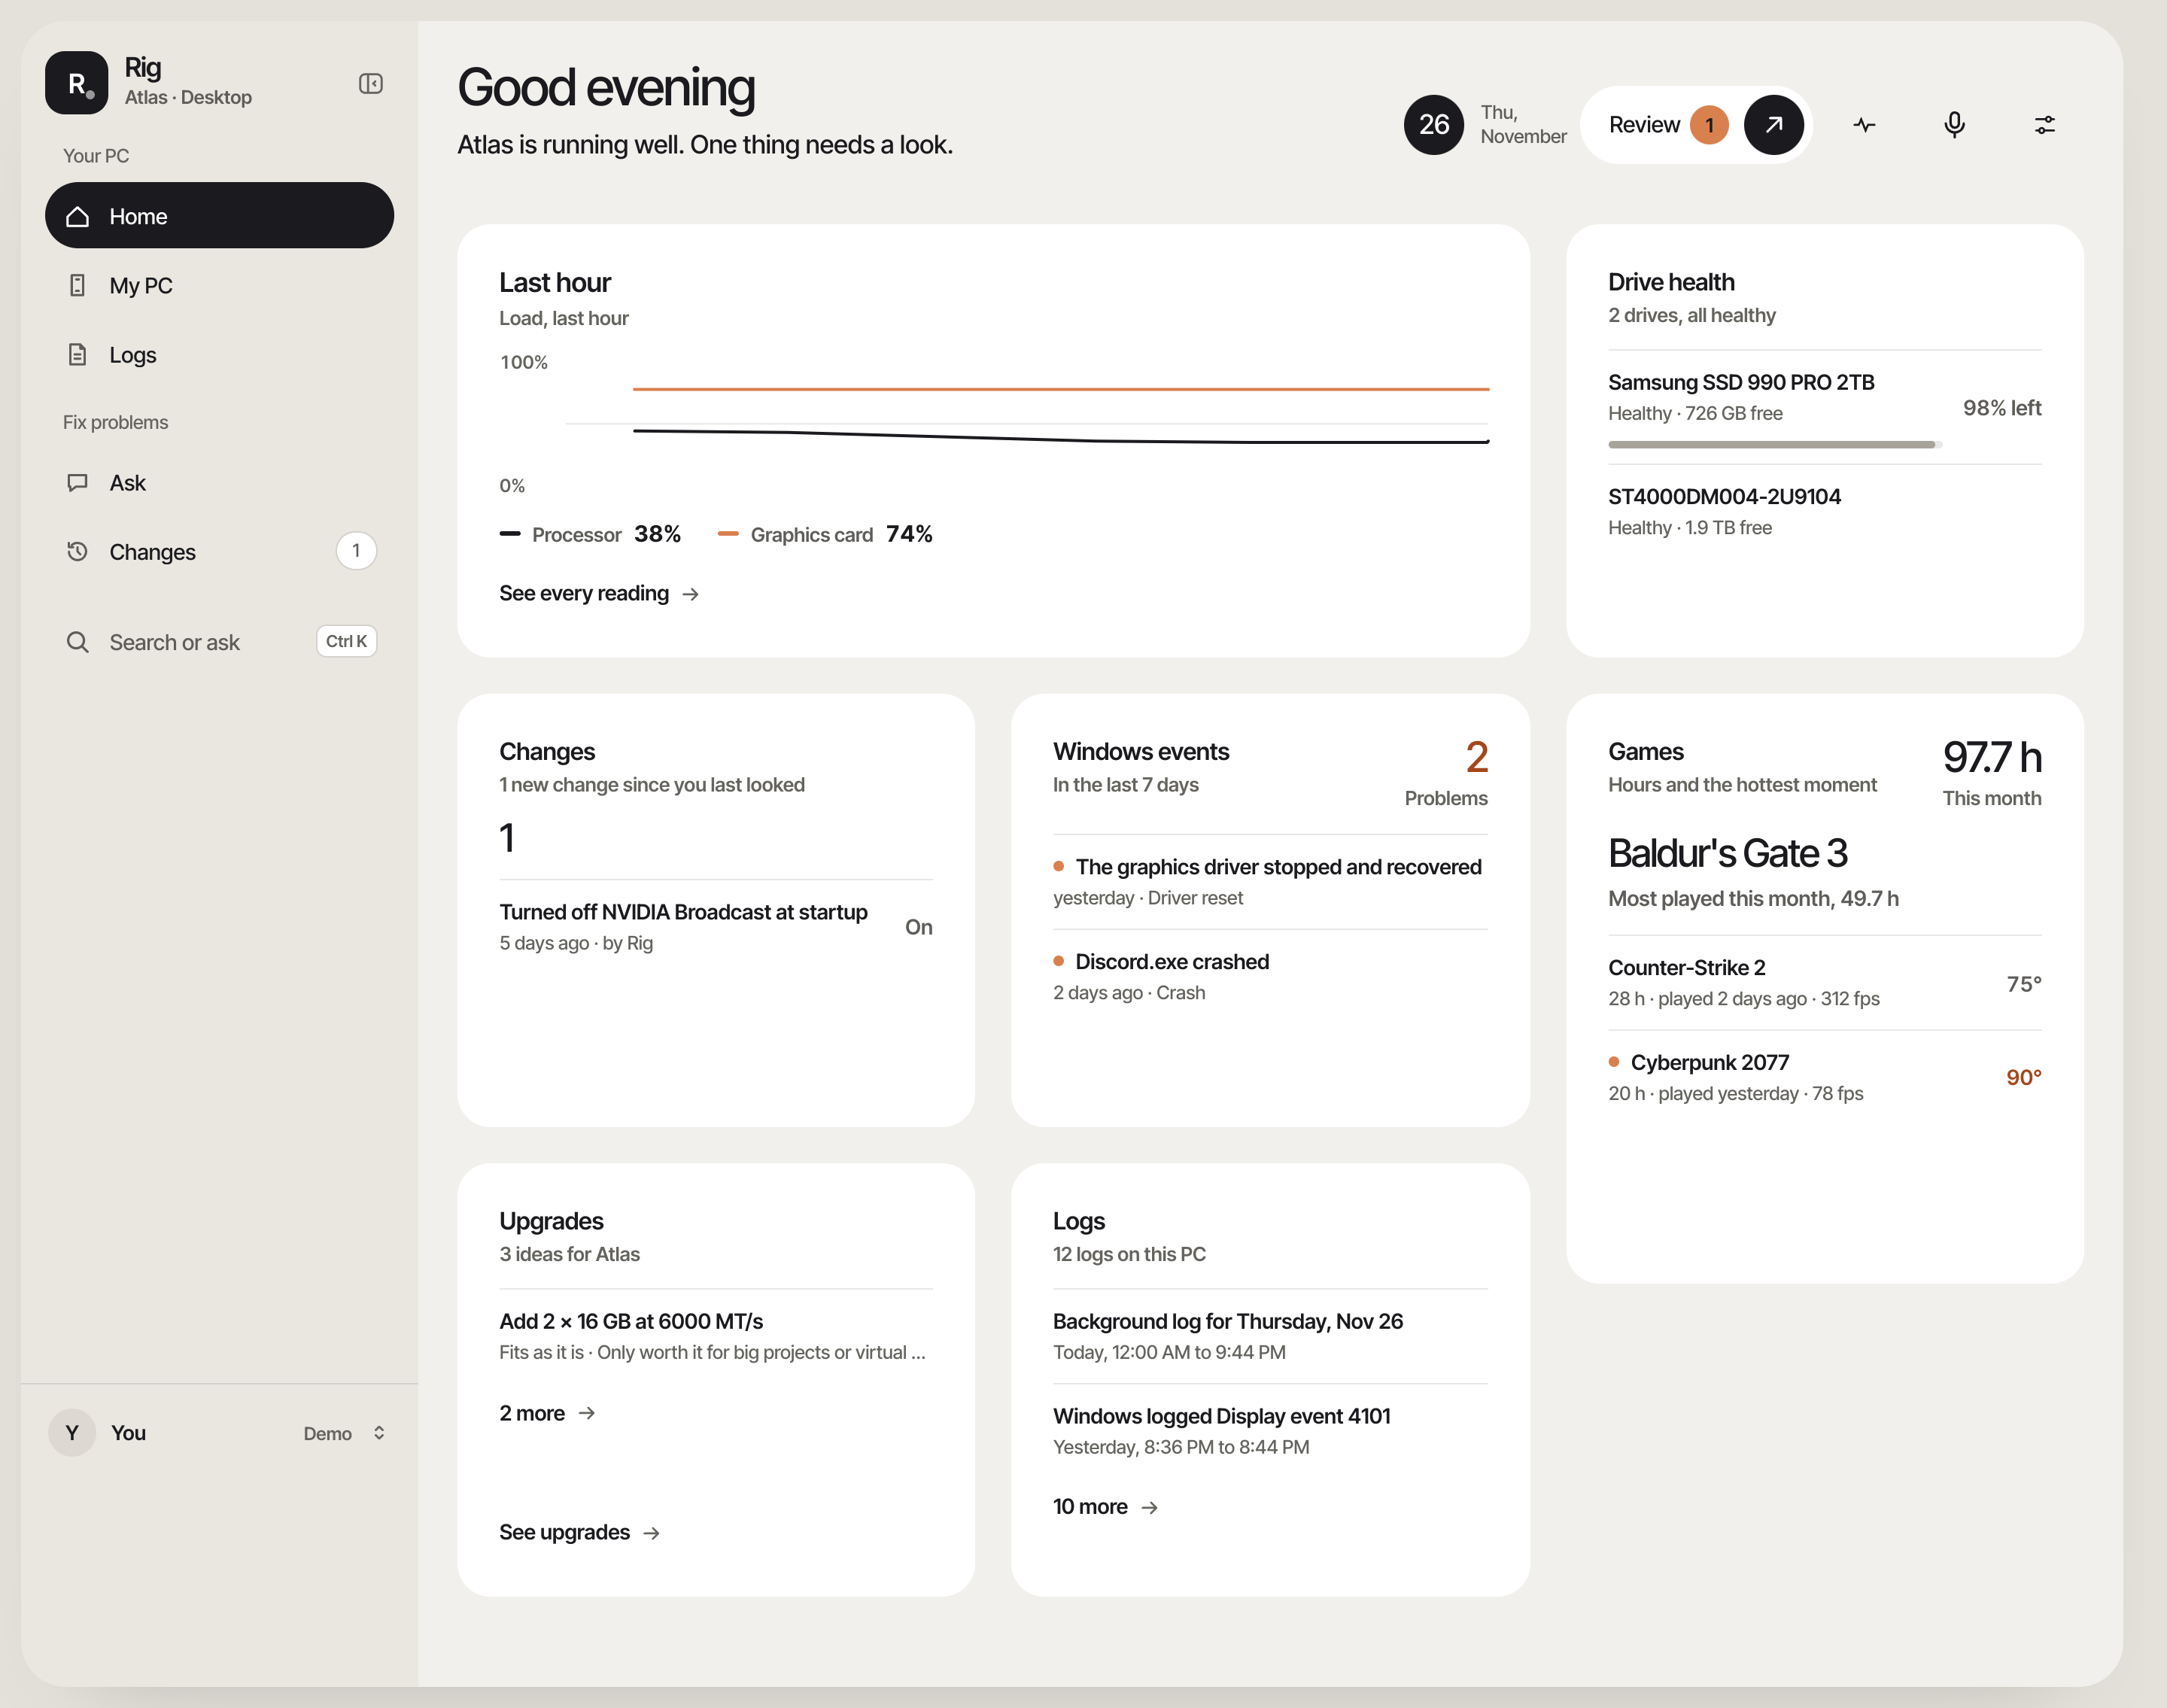 R.
Rig
Atlas · Desktop
Your PC
Home
My PC
Logs
Fix problems
Ask
Changes 1
Search or ask Ctrl K
Y You Demo
Good evening
Atlas is running well. One thing needs a look.
26
Thu,
November
Review 1
Last hour
Load, last hour
100%
0%
Processor 38% Graphics card 74%
See every reading
Drive health
2 drives, all healthy
Samsung SSD 990 PRO 2TB
Healthy · 726 GB free
98% left
ST4000DM004-2U9104
Healthy · 1.9 TB free
Changes
1 new change since you last looked
1
Turned off NVIDIA Broadcast at startup
5 days ago · by Rig
On
Windows events
In the last 7 days
2
Problems
The graphics driver stopped and recovered
yesterday · Driver reset
Discord.exe crashed
2 days ago · Crash
Games
Hours and the hottest moment
97.7 h
This month
Baldur's Gate 3
Most played this month, 49.7 h
Counter-Strike 2
28 h · played 2 days ago · 312 fps
75°
Cyberpunk 2077
20 h · played yesterday · 78 fps
90°
Upgrades
3 ideas for Atlas
Add 2 × 16 GB at 6000 MT/s
Fits as it is · Only worth it for big projects or virtual ...
2 more
See upgrades
Logs
12 logs on this PC
Background log for Thursday, Nov 26
Today, 12:00 AM to 9:44 PM
Windows logged Display event 4101
Yesterday, 8:36 PM to 8:44 PM
10 more